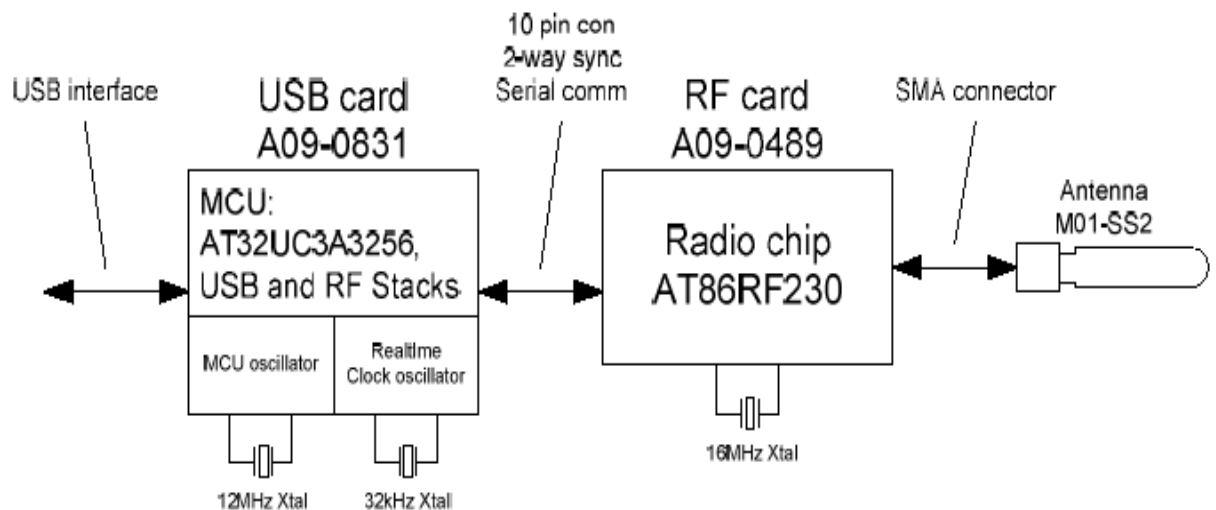 USB interface
USB card
A09-0831
10 pin con
2-way sync
Serial comm
RF card
A09-0489
SMA connector
MCU:
AT32UC3A3256,
USB and RF Stacks
Radio chip
AT86RF230
Antenna
M01-SS2
MCU oscillator
Realtime
Clock oscillator
12MHz Xtal
32kHz Xtal
16MHz Xtal